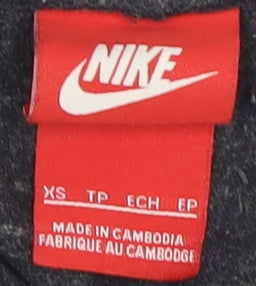 NIKE
XS TP ECH EP
MADE IN CAMBODIA
FABRIQUE AU CAMBODGE